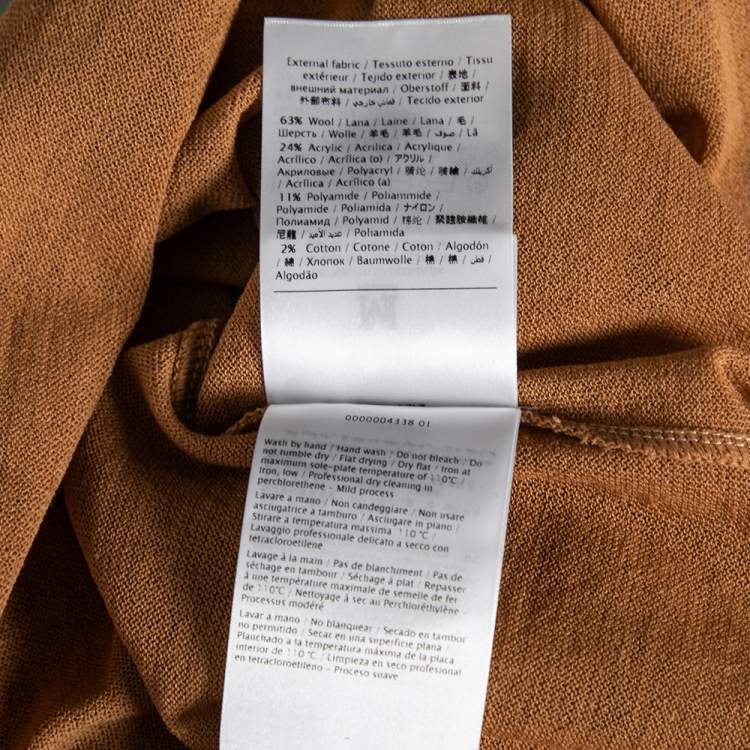 External fabric / Tessuto esterno / Tissu
extérieur / Tejido exterior / 表地 /
внешний материал / Oberstoff / 面料 /
外部布料 / قماش خارجي / Tecido exterior
63% Wool / Lana / Laine / Lana / 毛 /
Шерсть / Wolle / 羊毛 / 羊毛 / صوف / Lã
24% Acrylic / Acrilica / Acrylique /
Acrílico / Acrílica (o) / アクリル /
Акриловые / Polyacryl / 腈纶 / 腈綸 / أكريلك
/ Acrílica / Acrílico (a)
11% Polyamide / Poliammide /
Polyamide / Poliamida / ナイロン /
Полиамид / Polyamid / 棉纶 / 聚醯胺纖維 /
尼龍 / عديد الأميد / Poliamida
2% Cotton / Cotone / Coton / Algodón
/ 綿 / Хлопок / Baumwolle / 棉 / 棉 / قطن /
Algodão
0000004338 01
Wash by hand / Hand wash / Do not bleach / Do
not tumble dry / Flat drying / Dry flat / Iron at
maximum sole-plate temperature of 110°C /
Iron, low / Professional dry cleaning in
perchlorethene - Mild process
Lavare a mano / Non candeggiare / Non usare
asciugatrice a tamburo / Asciugare in piano /
Stirare a temperatura massima 110 °C /
Lavaggio professionale delicato a secco con
tetracloroetilene
Lavage à la main / Pas de blanchiment / Pas de
séchage en tambour / Séchage à plat / Repasser
à une température maximale de semelle de fer
de 110°C / Nettoyage à sec au Perchloréthylène -
Processus modéré
Lavar a mano / No blanquear / Secado en tambor
no permitido / Secar en una superficie plana /
Planchado a la temperatura máxima de la placa
interior de 110 °C / Limpieza en seco profesional
en tetracloroetileno - Proceso suave